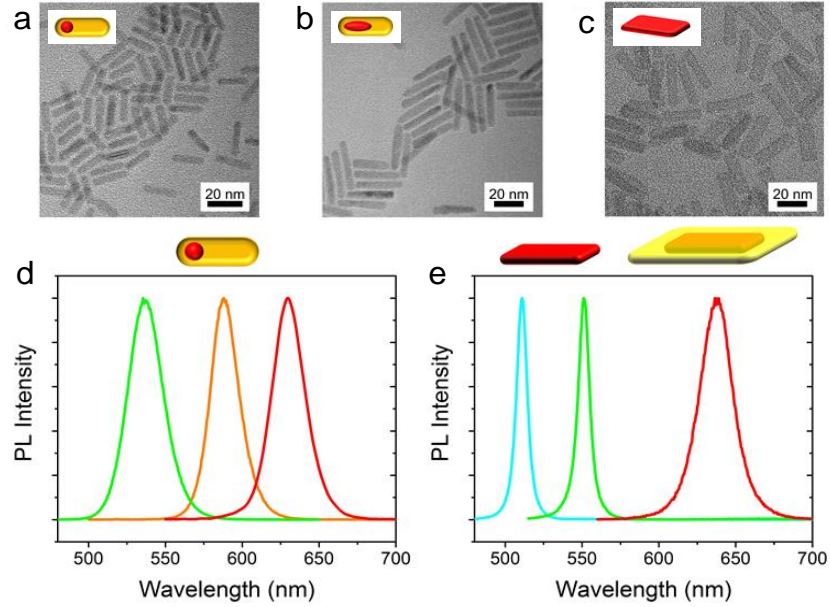 a
b
c
20 nm
20 nm
20 nm
d
e
PL Intensity
PL Intensity
500 550 600 650 700
500 550 600 650 700
Wavelength (nm)
Wavelength (nm)